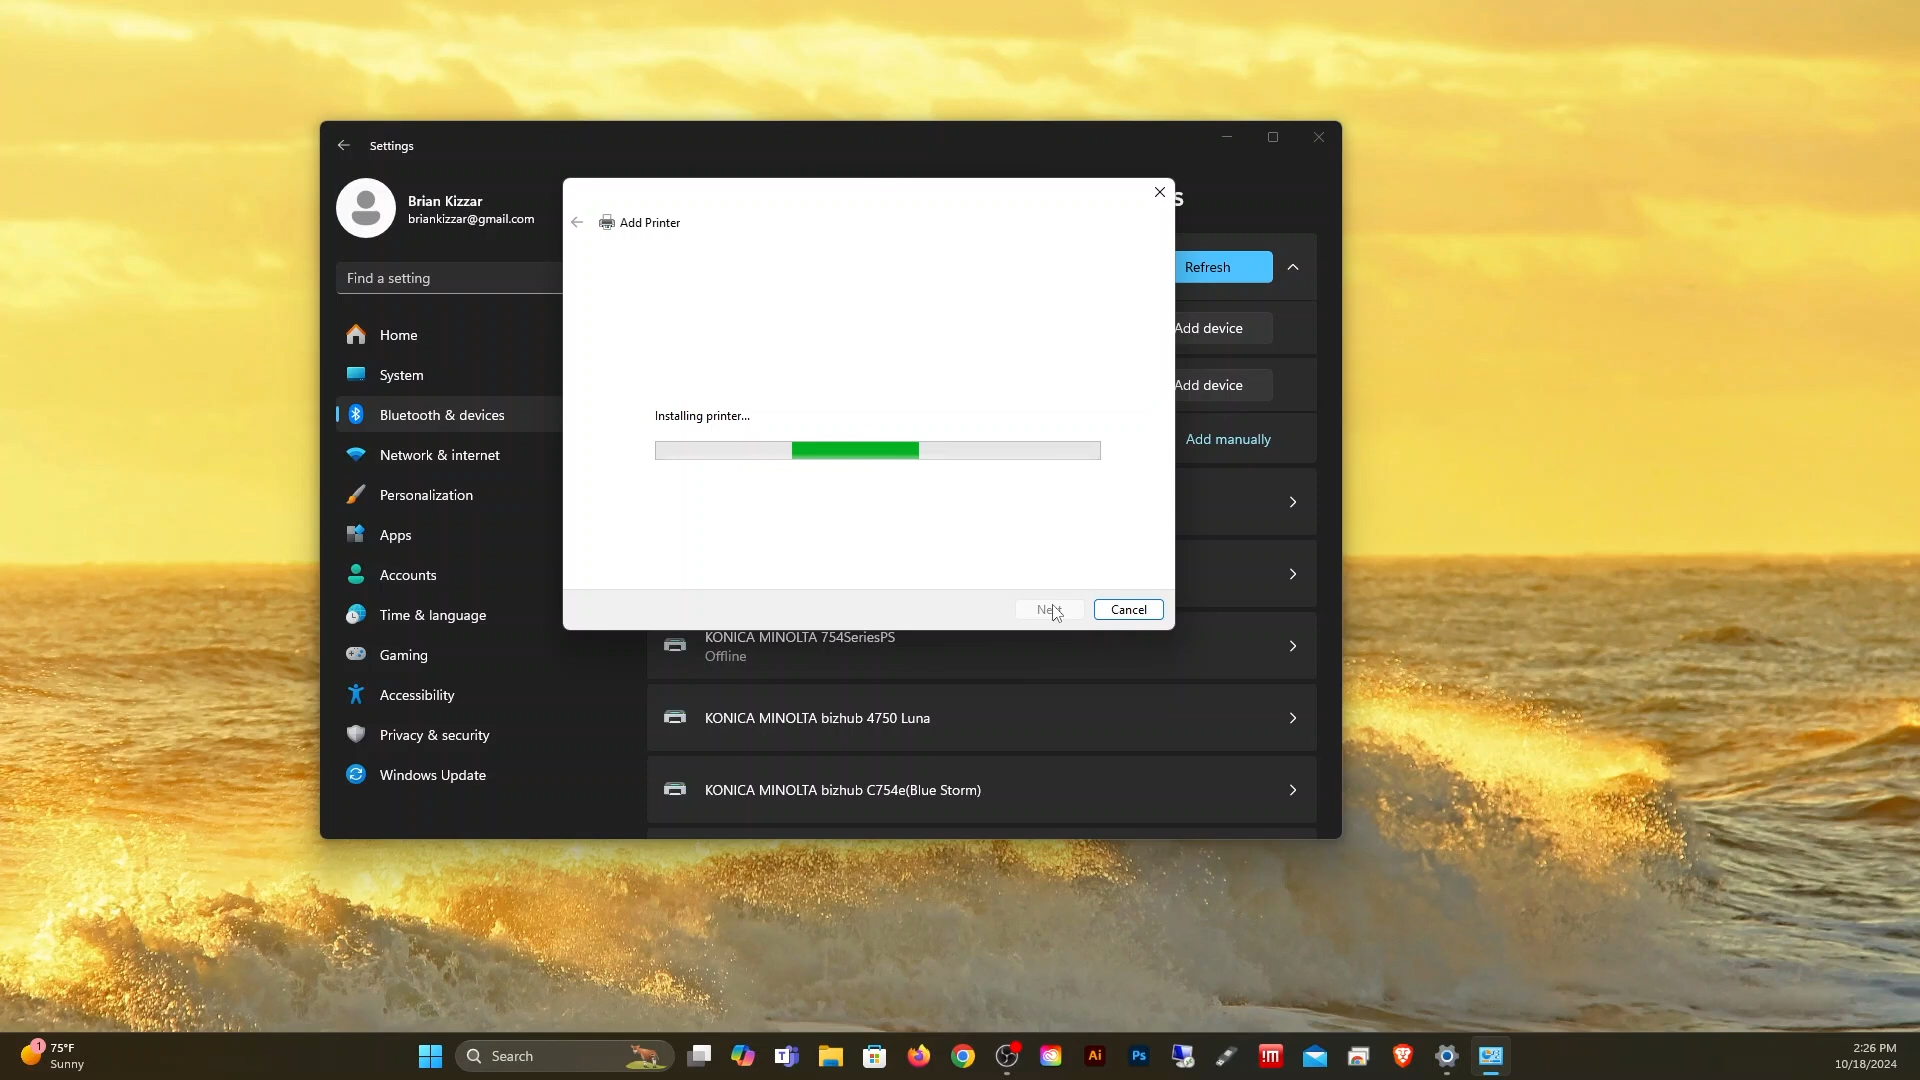 Settings
Brian Kizzar
briankizzar@gmail.com
Find a setting
Home
System
Bluetooth & devices
Network & internet
Personalization
Apps
Accounts
Time & language
Gaming
Accessibility
Privacy & security
Windows Update
s
Refresh
Add device
Add device
Add manually
Add Printer
Installing printer...
Cancel
KONICA MINOLTA 754SeriesPS
Offline
KONICA MINOLTA bizhub 4750 Luna
KONICA MINOLTA bizhub C754e(Blue Storm)
1
75°F
Sunny
Search
Ai
Ps
!M
2:26 PM
10/18/2024